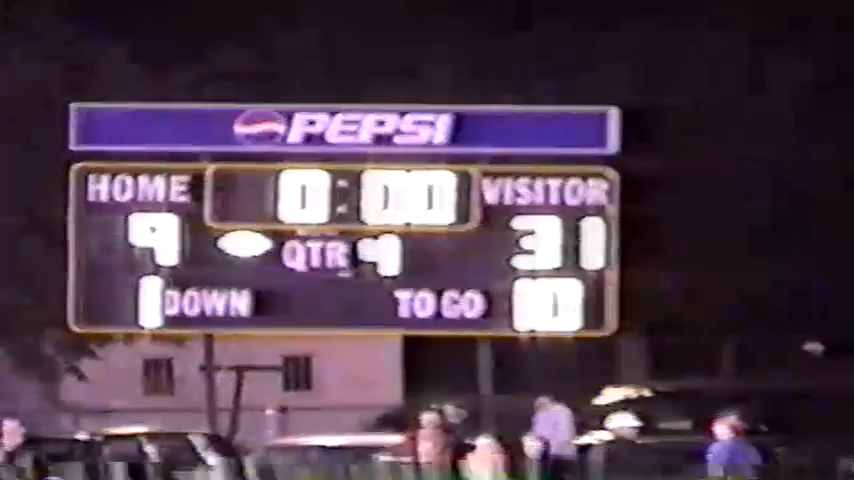 PEPSI
HOME 0:00 VISITOR
9 QTR 4 31
1 DOWN TO GO 10